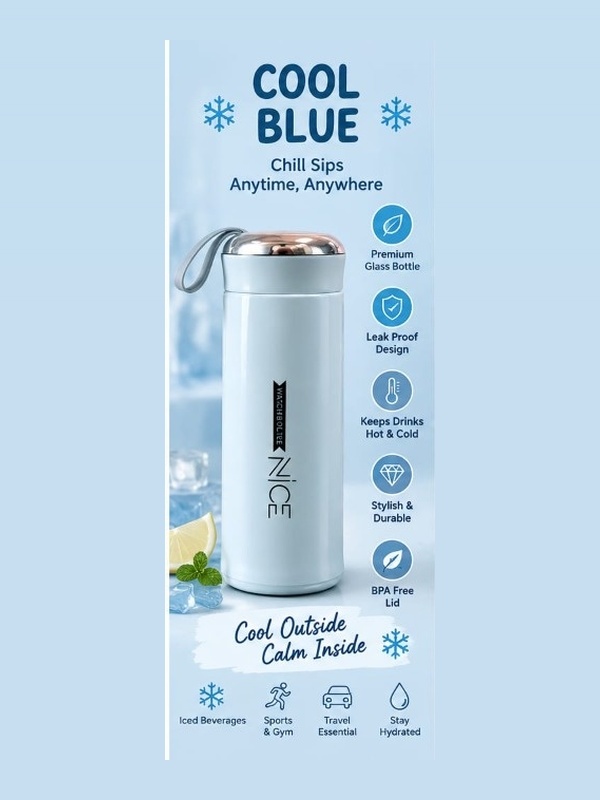 COOL
BLUE
Chill Sips
Anytime, Anywhere
Premium
Glass Bottle
Leak Proof
Design
Keeps Drinks
Hot & Cold
Stylish &
Durable
BPA Free
Lid
NICE
Cool Outside
Calm Inside
Iced Beverages
Sports
& Gym
Travel
Essential
Stay
Hydrated